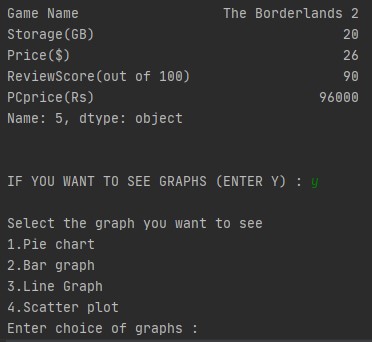 Game Name                  The Borderlands 2
Storage(GB)                               20
Price($)                                  26
ReviewScore(out of 100)                   90
PCprice(Rs)                            96000
Name: 5, dtype: object
IF YOU WANT TO SEE GRAPHS (ENTER Y) : y
Select the graph you want to see
1.Pie chart
2.Bar graph
3.Line Graph
4.Scatter plot
Enter choice of graphs :